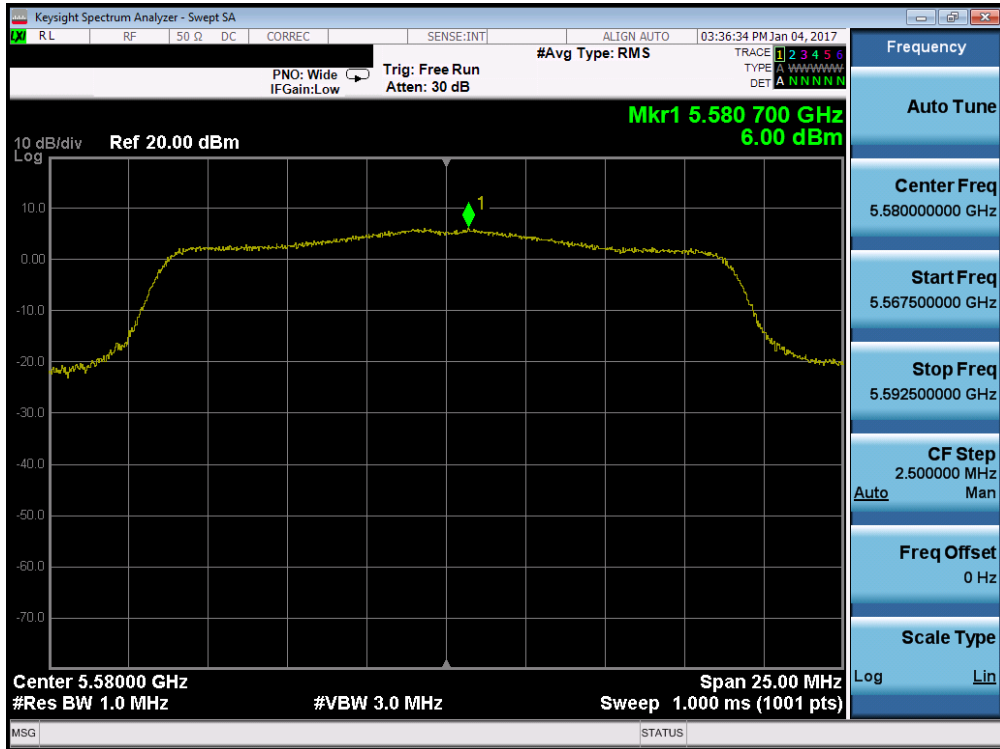 Keysight Spectrum Analyzer - Swept SA
LXI RL RF 50 Ω DC CORREC SENSE:INT ALIGN AUTO 03:36:34 PM Jan 04, 2017
PNO: Wide Trig: Free Run #Avg Type: RMS TRACE 1 2 3 4 5 6
IFGain:Low Atten: 30 dB TYPE A WWWWW
DET A N N N N N
Mkr1 5.580 700 GHz
6.00 dBm
10 dB/div Ref 20.00 dBm
Log
1
10.0
0.00
-10.0
-20.0
-30.0
-40.0
-50.0
-60.0
-70.0
Center 5.58000 GHz Span 25.00 MHz
#Res BW 1.0 MHz #VBW 3.0 MHz Sweep 1.000 ms (1001 pts)
MSG STATUS
Frequency
Auto Tune
Center Freq
5.580000000 GHz
Start Freq
5.567500000 GHz
Stop Freq
5.592500000 GHz
CF Step
2.500000 MHz
Auto Man
Freq Offset
0 Hz
Scale Type
Log Lin